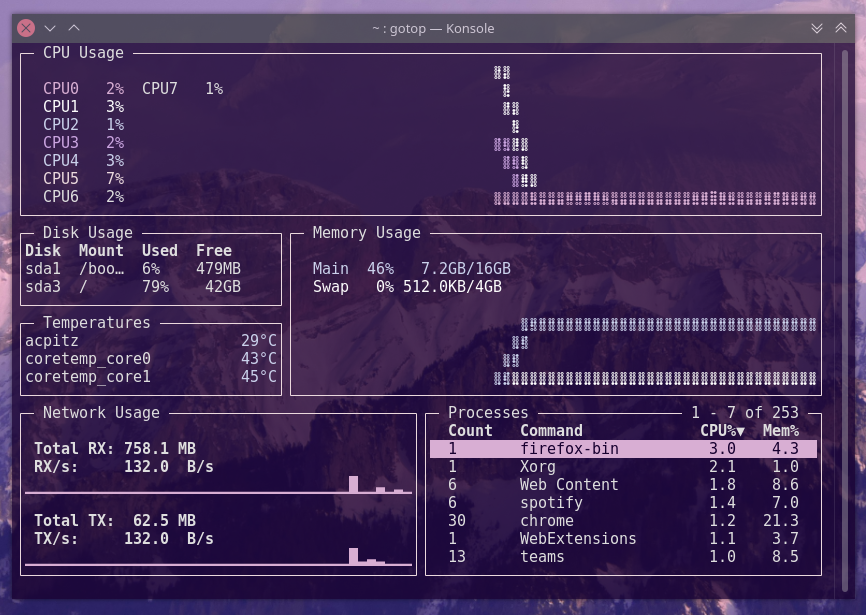 ~ : gotop — Konsole
CPU Usage
CPU0 2% CPU7 1%
CPU1 3%
CPU2 1%
CPU3 2%
CPU4 3%
CPU5 7%
CPU6 2%
Disk Usage
Disk Mount Used Free
sda1 /boo… 6% 479MB
sda3 / 79% 42GB
Memory Usage
Main 46% 7.2GB/16GB
Swap 0% 512.0KB/4GB
Temperatures
acpitz 29°C
coretemp_core0 43°C
coretemp_core1 45°C
Network Usage
Total RX: 758.1 MB
RX/s: 132.0 B/s
Total TX: 62.5 MB
TX/s: 132.0 B/s
Processes 1 - 7 of 253
Count Command CPU%▼ Mem%
1 firefox-bin 3.0 4.3
1 Xorg 2.1 1.0
6 Web Content 1.8 8.6
6 spotify 1.4 7.0
30 chrome 1.2 21.3
1 WebExtensions 1.1 3.7
13 teams 1.0 8.5